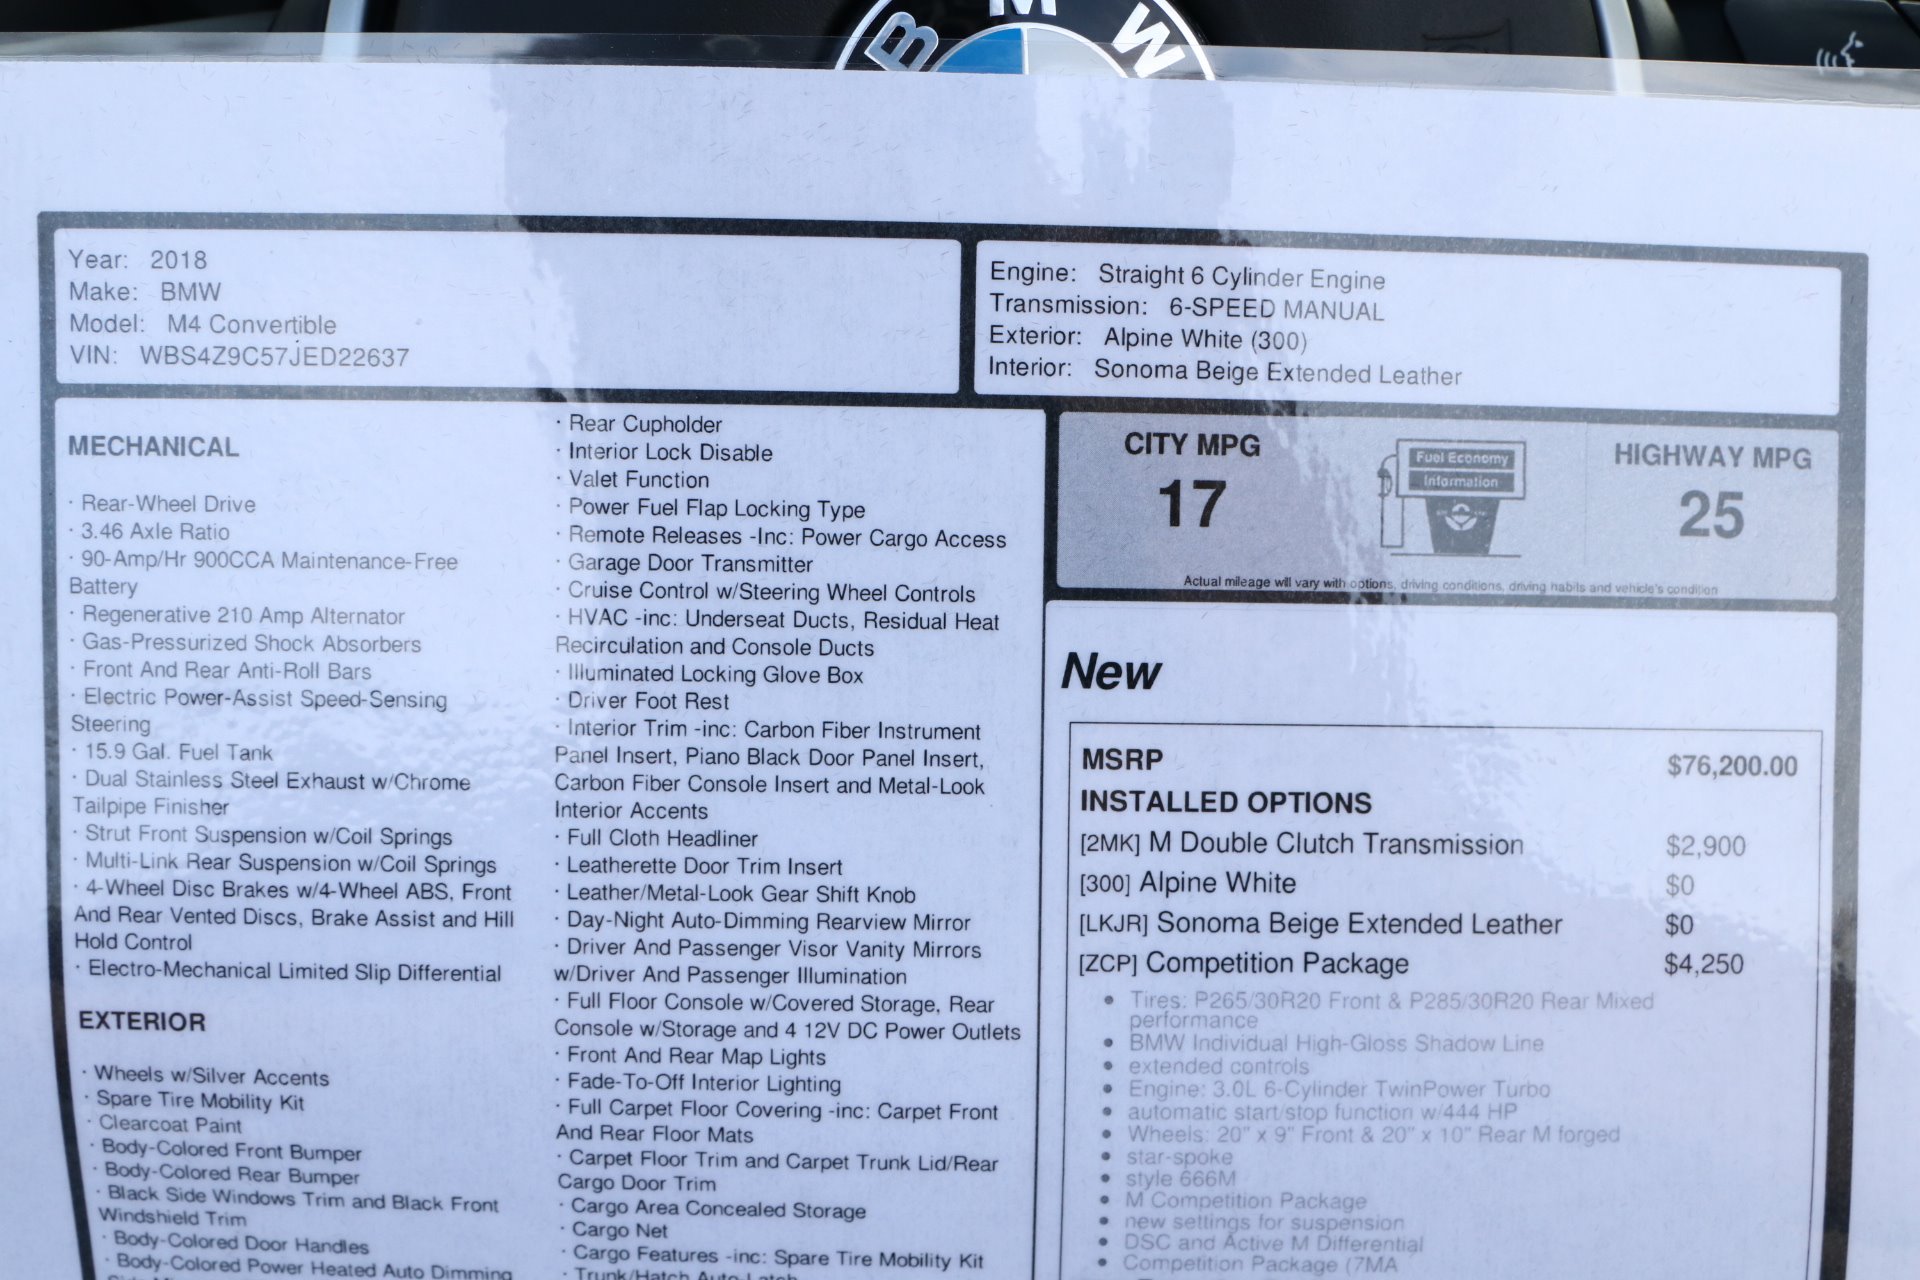 BMW
Year: 2018
Make: BMW
Model: M4 Convertible
VIN: WBS4Z9C57JED22637
Engine: Straight 6 Cylinder Engine
Transmission: 6-SPEED MANUAL
Exterior: Alpine White (300)
Interior: Sonoma Beige Extended Leather
MECHANICAL
· Rear-Wheel Drive
· 3.46 Axle Ratio
· 90-Amp/Hr 900CCA Maintenance-Free
Battery
· Regenerative 210 Amp Alternator
· Gas-Pressurized Shock Absorbers
· Front And Rear Anti-Roll Bars
· Electric Power-Assist Speed-Sensing
Steering
· 15.9 Gal. Fuel Tank
· Dual Stainless Steel Exhaust w/Chrome
Tailpipe Finisher
· Strut Front Suspension w/Coil Springs
· Multi-Link Rear Suspension w/Coil Springs
· 4-Wheel Disc Brakes w/4-Wheel ABS, Front
And Rear Vented Discs, Brake Assist and Hill
Hold Control
· Electro-Mechanical Limited Slip Differential
EXTERIOR
· Wheels w/Silver Accents
· Spare Tire Mobility Kit
· Clearcoat Paint
· Body-Colored Front Bumper
· Body-Colored Rear Bumper
· Black Side Windows Trim and Black Front
Windshield Trim
· Body-Colored Door Handles
· Body-Colored Power Heated Auto Dimming
· Rear Cupholder
· Interior Lock Disable
· Valet Function
· Power Fuel Flap Locking Type
· Remote Releases -Inc: Power Cargo Access
· Garage Door Transmitter
· Cruise Control w/Steering Wheel Controls
· HVAC -inc: Underseat Ducts, Residual Heat
Recirculation and Console Ducts
· Illuminated Locking Glove Box
· Driver Foot Rest
· Interior Trim -inc: Carbon Fiber Instrument
Panel Insert, Piano Black Door Panel Insert,
Carbon Fiber Console Insert and Metal-Look
Interior Accents
· Full Cloth Headliner
· Leatherette Door Trim Insert
· Leather/Metal-Look Gear Shift Knob
· Day-Night Auto-Dimming Rearview Mirror
· Driver And Passenger Visor Vanity Mirrors
w/Driver And Passenger Illumination
· Full Floor Console w/Covered Storage, Rear
Console w/Storage and 4 12V DC Power Outlets
· Front And Rear Map Lights
· Fade-To-Off Interior Lighting
· Full Carpet Floor Covering -inc: Carpet Front
And Rear Floor Mats
· Carpet Floor Trim and Carpet Trunk Lid/Rear
Cargo Door Trim
· Cargo Area Concealed Storage
· Cargo Net
· Cargo Features -inc: Spare Tire Mobility Kit
· Trunk/Hatch Auto-Latch
CITY MPG
17
Fuel Economy
Information
HIGHWAY MPG
25
Actual mileage will vary with options, driving conditions, driving habits and vehicle's condition
New
MSRP $76,200.00
INSTALLED OPTIONS
[2MK] M Double Clutch Transmission $2,900
[300] Alpine White $0
[LKJR] Sonoma Beige Extended Leather $0
[ZCP] Competition Package $4,250
• Tires: P265/30R20 Front & P285/30R20 Rear Mixed
performance
• BMW Individual High-Gloss Shadow Line
• extended controls
• Engine: 3.0L 6-Cylinder TwinPower Turbo
• automatic start/stop function w/444 HP
• Wheels: 20" x 9" Front & 20" x 10" Rear M forged
• star-spoke
• style 666M
• M Competition Package
• new settings for suspension
• DSC and Active M Differential
• Competition Package (7MA